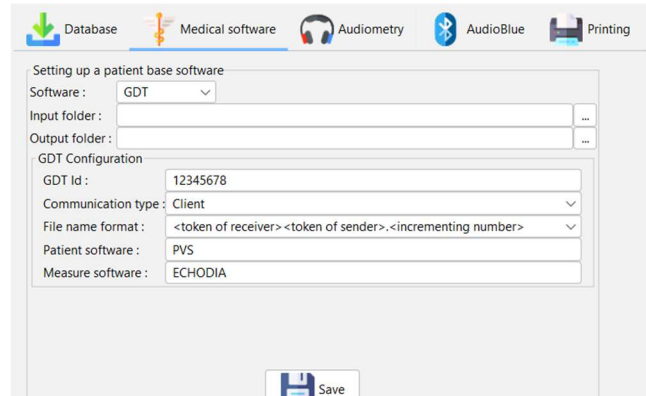 Database Medical software Audiometry AudioBlue Printing
Setting up a patient base software
Software : GDT
Input folder : ...
Output folder : ...
GDT Configuration
GDT Id : 12345678
Communication type : Client
File name format : <token of receiver><token of sender>.<incrementing number>
Patient software : PVS
Measure software : ECHODIA
Save